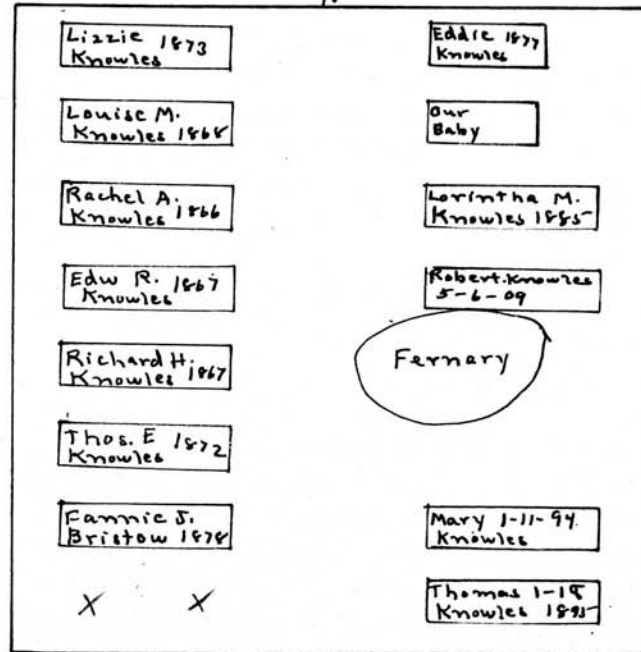 Lizzie 1873
Knowles
Louise M.
Knowles 1868
Rachel A.
Knowles 1866
Edw R. 1867
Knowles
Richard H.
Knowles 1867
Thos. E 1872
Knowles
Fannie J.
Bristow 1878
X X
Eddie 1877
Knowles
Our
Baby
Lorintha M.
Knowles 1885
Robert. Knowles
5-6-09
Fernary
Mary 1-11-94
Knowles
Thomas 1-18
Knowles 1895